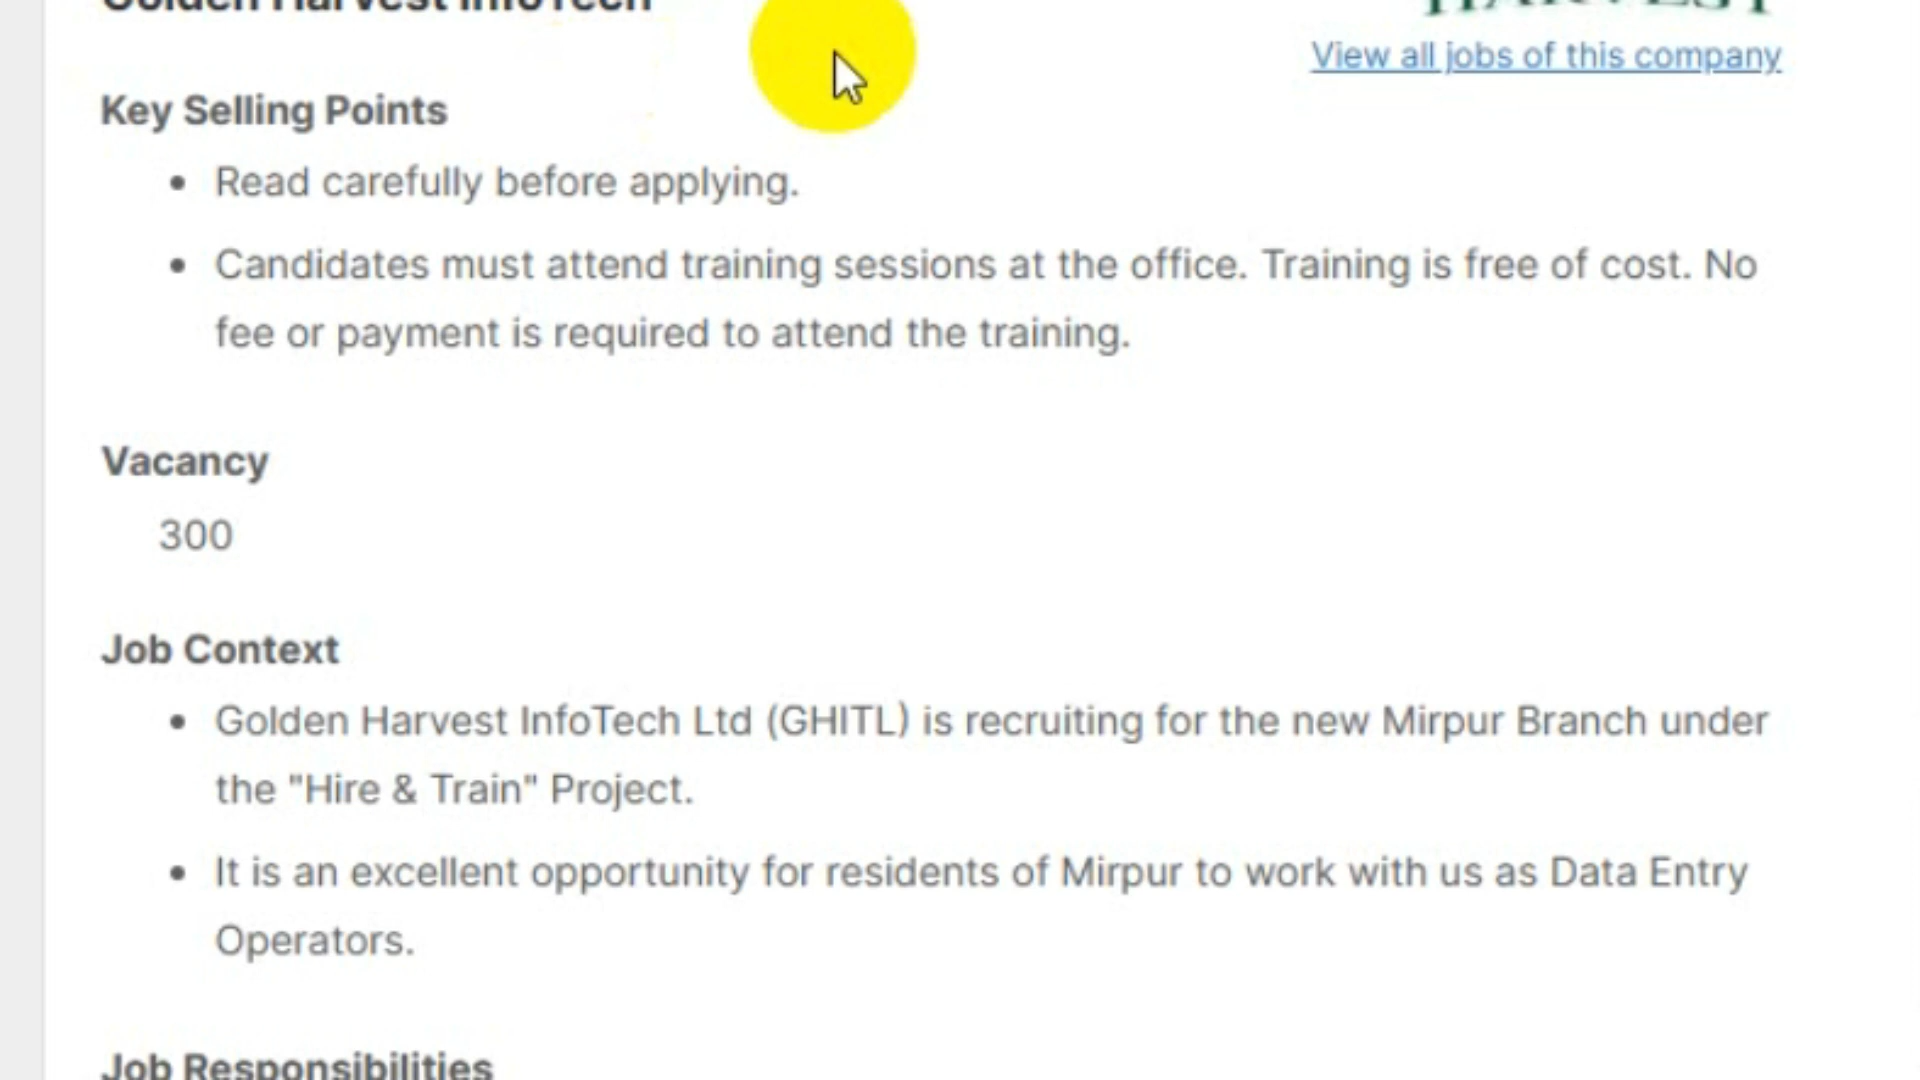 Golden Harvest InfoTech
HARVEST
View all jobs of this company
Key Selling Points
• Read carefully before applying.
• Candidates must attend training sessions at the office. Training is free of cost. No
fee or payment is required to attend the training.
Vacancy
300
Job Context
• Golden Harvest InfoTech Ltd (GHITL) is recruiting for the new Mirpur Branch under
the "Hire & Train" Project.
• It is an excellent opportunity for residents of Mirpur to work with us as Data Entry
Operators.
Job Responsibilities